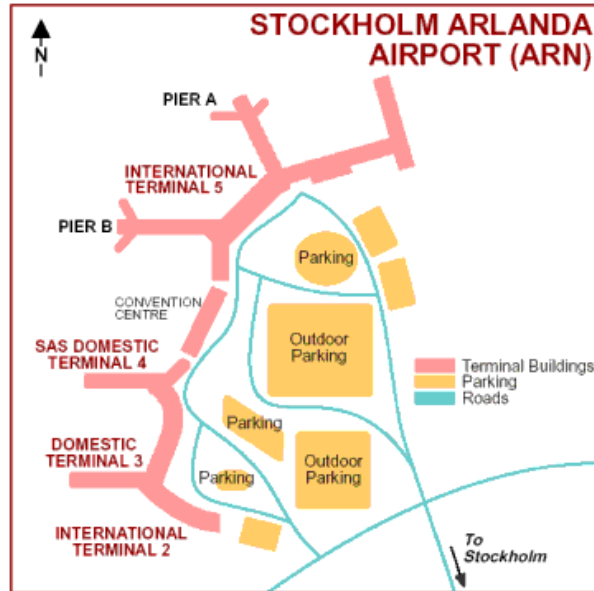 STOCKHOLM ARLANDA
AIRPORT (ARN)
N
PIER A
INTERNATIONAL
TERMINAL 5
PIER B
Parking
CONVENTION
CENTRE
SAS DOMESTIC
TERMINAL 4
Outdoor
Parking
Terminal Buildings
Parking
Roads
Parking
DOMESTIC
TERMINAL 3
Parking
Outdoor
Parking
INTERNATIONAL
TERMINAL 2
To
Stockholm